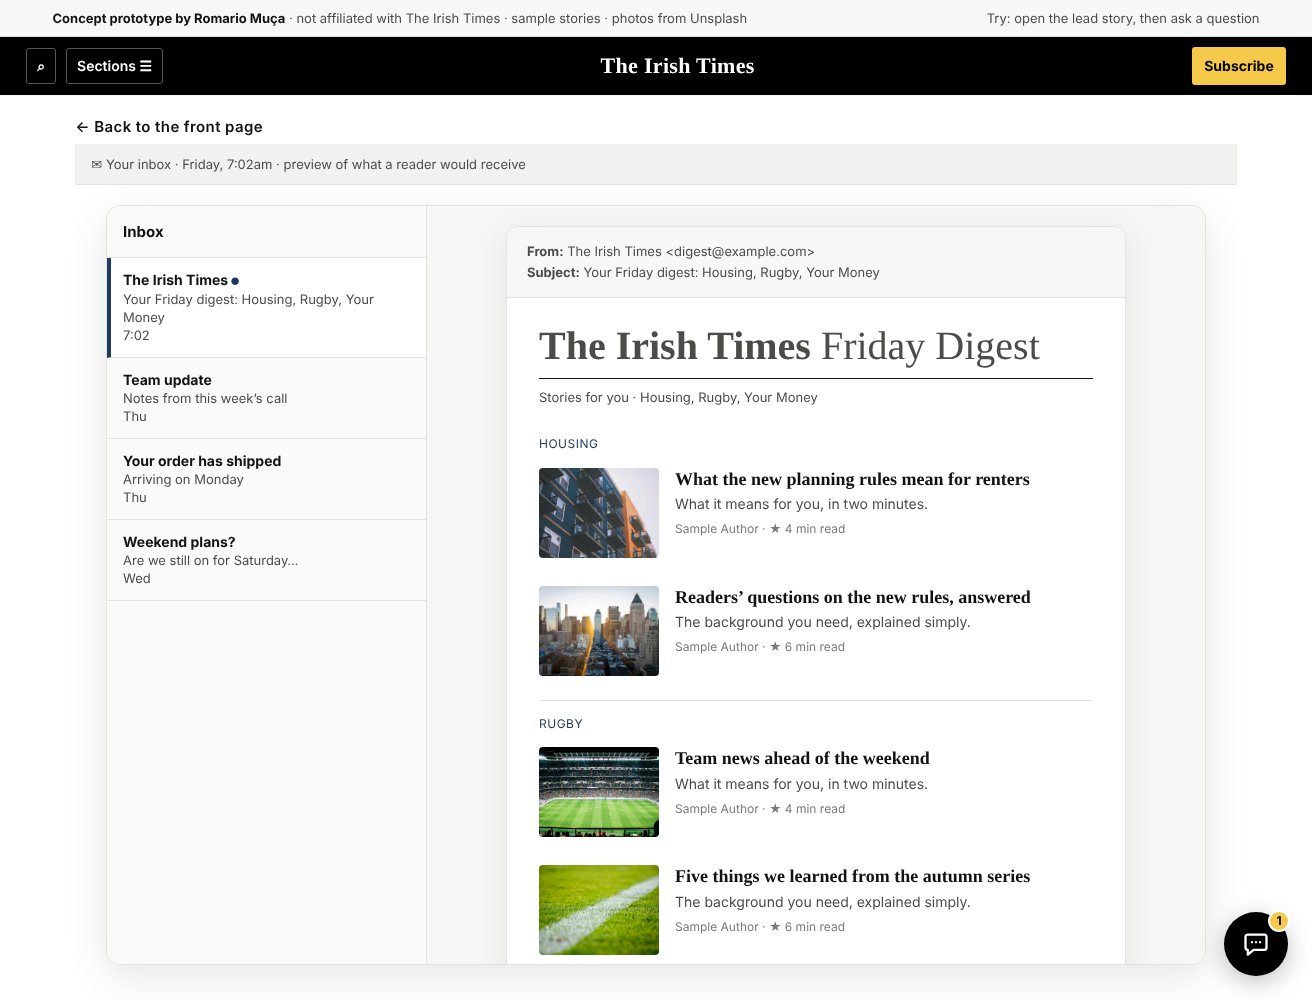 Concept prototype by Romario Muça · not affiliated with The Irish Times · sample stories · photos from Unsplash
Try: open the lead story, then ask a question
Sections ☰
The Irish Times
Subscribe
← Back to the front page
✉ Your inbox · Friday, 7:02am · preview of what a reader would receive
Inbox
The Irish Times
Your Friday digest: Housing, Rugby, Your
Money
7:02
Team update
Notes from this week’s call
Thu
Your order has shipped
Arriving on Monday
Thu
Weekend plans?
Are we still on for Saturday…
Wed
From: The Irish Times <digest@example.com>
Subject: Your Friday digest: Housing, Rugby, Your Money
The Irish Times Friday Digest
Stories for you · Housing, Rugby, Your Money
HOUSING
What the new planning rules mean for renters
What it means for you, in two minutes.
Sample Author · ★ 4 min read
Readers’ questions on the new rules, answered
The background you need, explained simply.
Sample Author · ★ 6 min read
RUGBY
Team news ahead of the weekend
What it means for you, in two minutes.
Sample Author · ★ 4 min read
Five things we learned from the autumn series
The background you need, explained simply.
Sample Author · ★ 6 min read
1